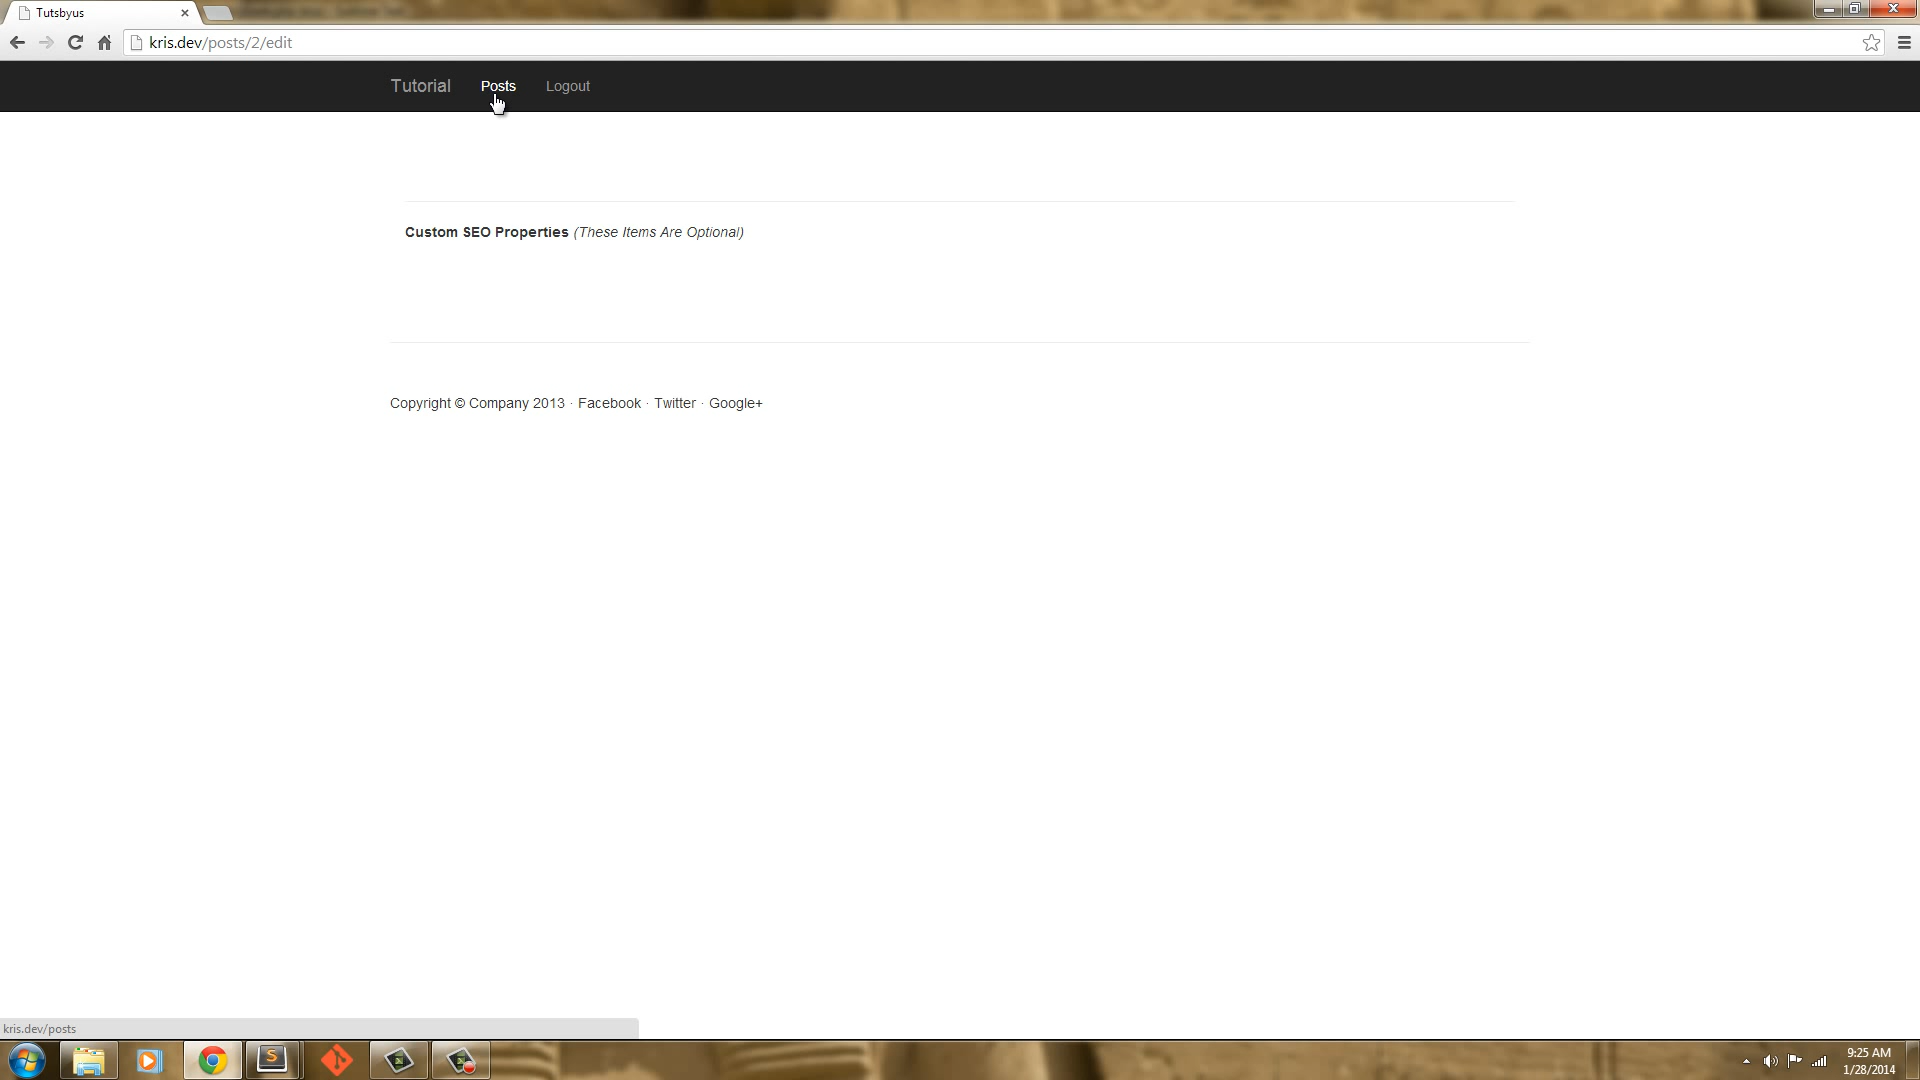 Tutsbyus
kris.dev/posts/2/edit
Tutorial Posts Logout
Custom SEO Properties (These Items Are Optional)
Copyright © Company 2013 · Facebook · Twitter · Google+
kris.dev/posts
9:25 AM
1/28/2014